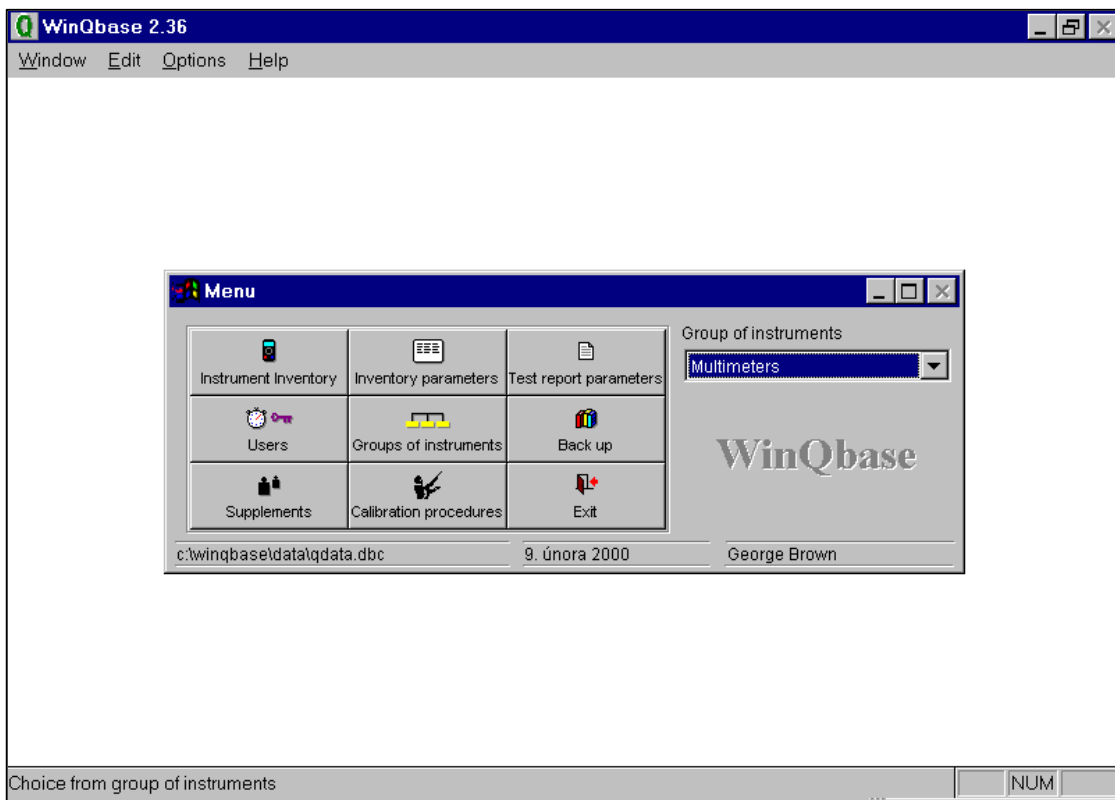 WinQbase 2.36
Window Edit Options Help
Menu
Group of instruments
Multimeters
Instrument Inventory Inventory parameters Test report parameters
Users Groups of instruments Back up
Supplements Calibration procedures Exit
WinQbase
c:\winqbase\data\qdata.dbc 9. února 2000 George Brown
Choice from group of instruments NUM